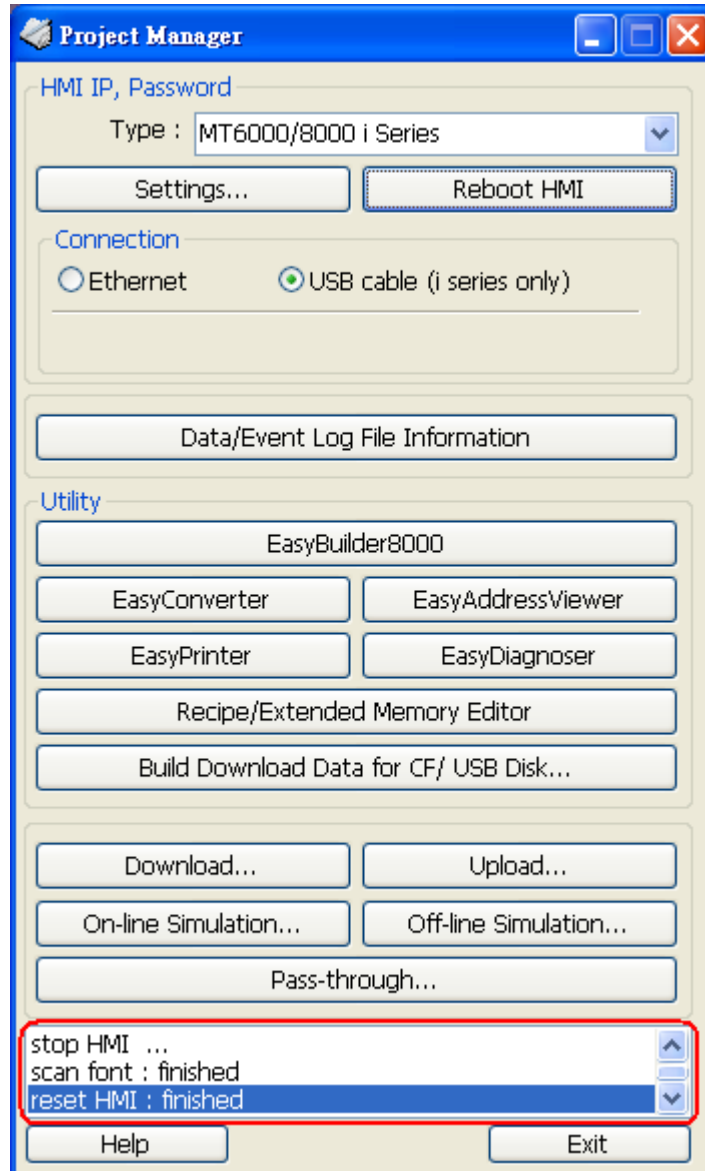 Project Manager
HMI IP, Password
Type : MT6000/8000 i Series
Settings... Reboot HMI
Connection
Ethernet USB cable (i series only)
Data/Event Log File Information
Utility
EasyBuilder8000
EasyConverter EasyAddressViewer
EasyPrinter EasyDiagnoser
Recipe/Extended Memory Editor
Build Download Data for CF/ USB Disk...
Download... Upload...
On-line Simulation... Off-line Simulation...
Pass-through...
stop HMI ...
scan font : finished
reset HMI : finished
Help Exit